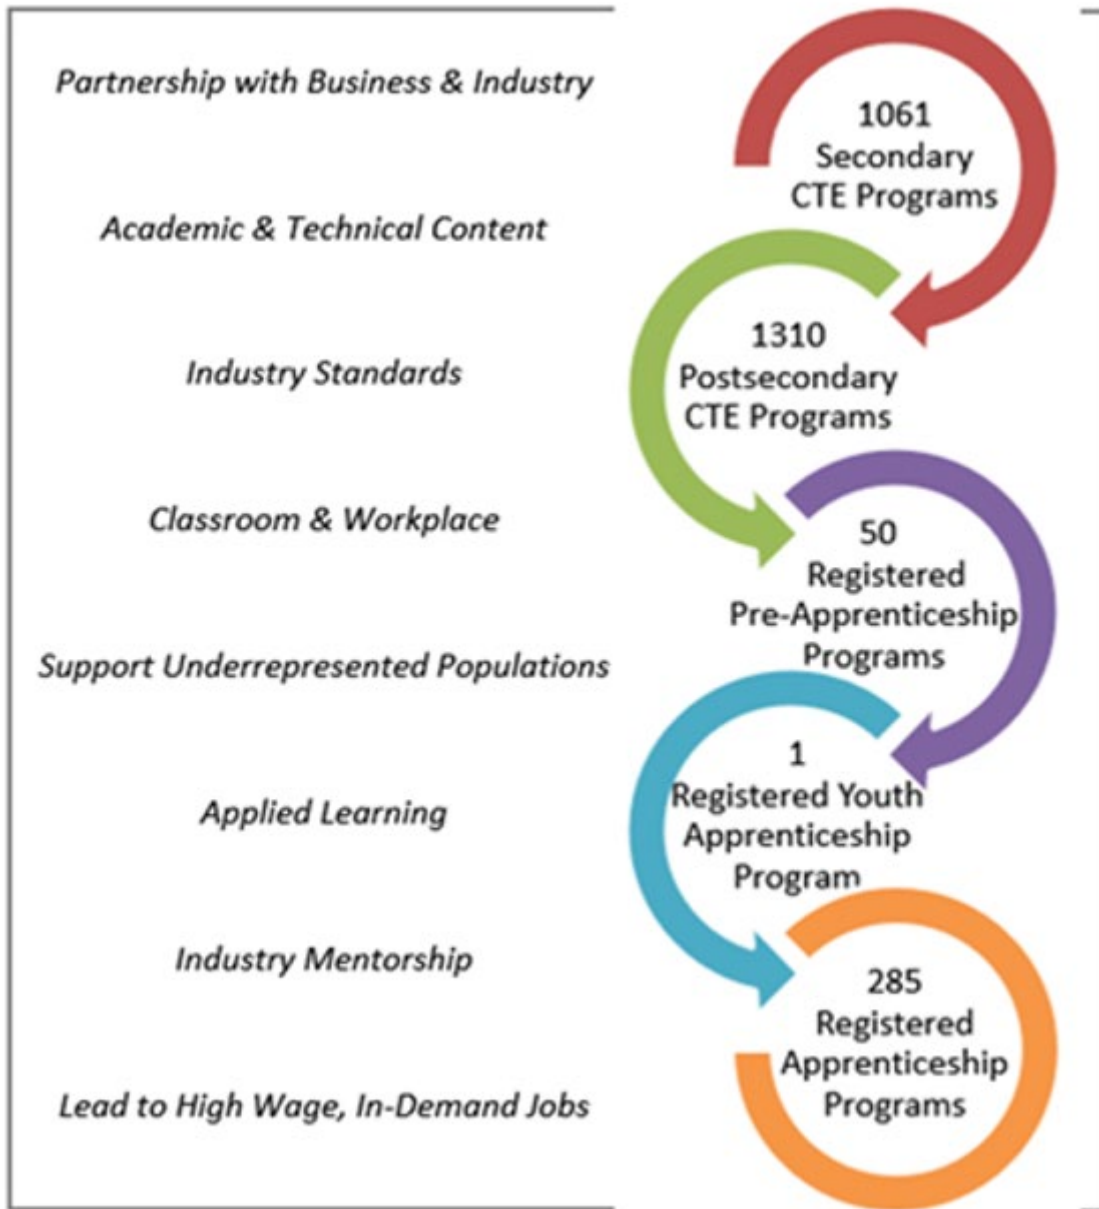 Partnership with Business & Industry
Academic & Technical Content
Industry Standards
Classroom & Workplace
Support Underrepresented Populations
Applied Learning
Industry Mentorship
Lead to High Wage, In-Demand Jobs
1061
Secondary
CTE Programs
1310
Postsecondary
CTE Programs
50
Registered
Pre-Apprenticeship
Programs
1
Registered Youth
Apprenticeship
Program
285
Registered
Apprenticeship
Programs